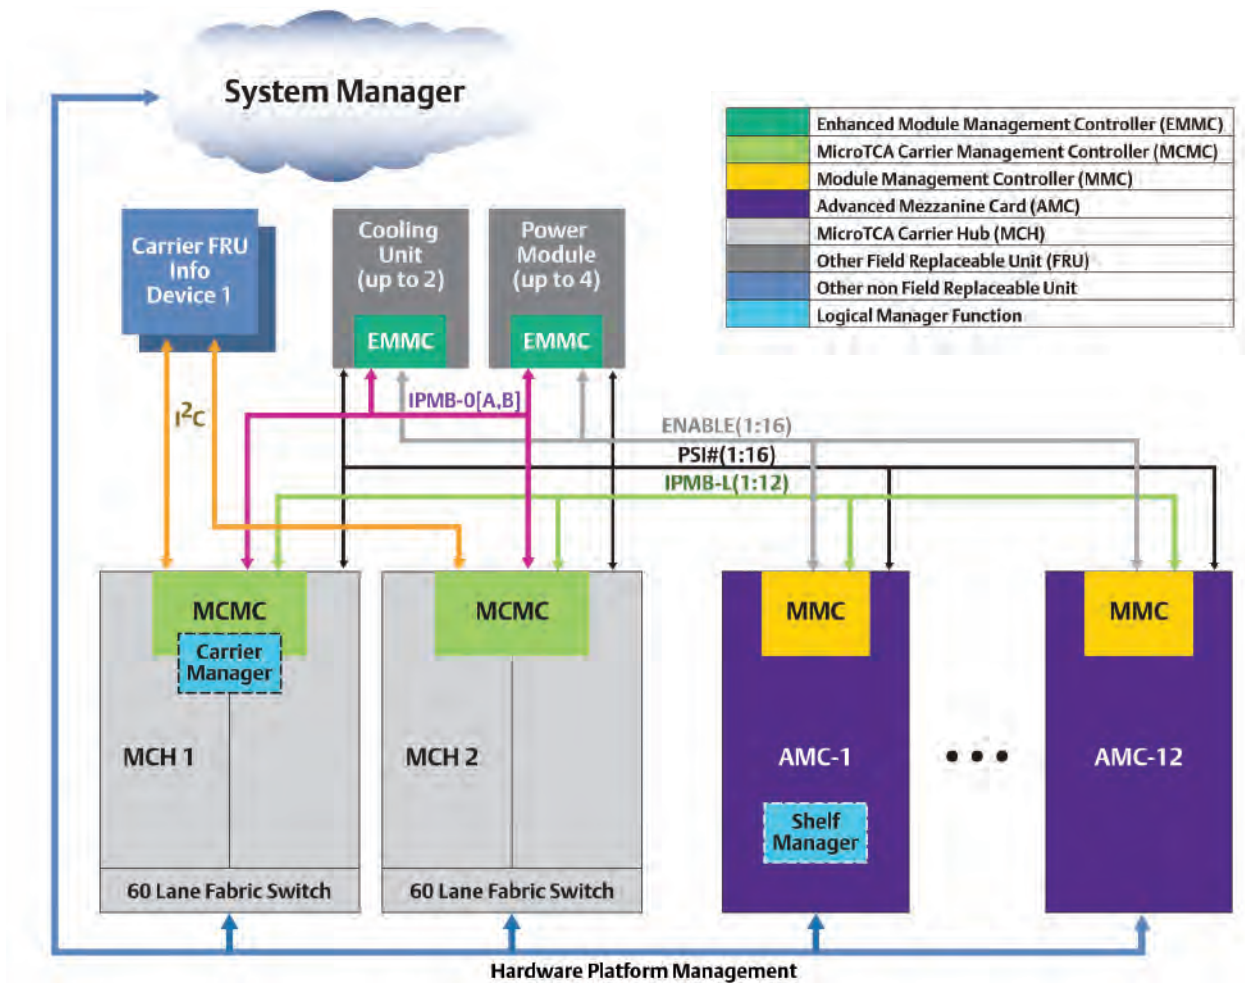 System Manager
Enhanced Module Management Controller (EMMC)
MicroTCA Carrier Management Controller (MCMC)
Module Management Controller (MMC)
Advanced Mezzanine Card (AMC)
MicroTCA Carrier Hub (MCH)
Other Field Replaceable Unit (FRU)
Other non Field Replaceable Unit
Logical Manager Function
Carrier FRU
Info
Device 1
Cooling
Unit
(up to 2)
EMMC
Power
Module
(up to 4)
EMMC
I²C
IPMB-0[A,B]
ENABLE(1:16)
PSI#(1:16)
IPMB-L(1:12)
MCMC
Carrier
Manager
MCH 1
60 Lane Fabric Switch
MCMC
MCH 2
60 Lane Fabric Switch
MMC
AMC-1
Shelf
Manager
MMC
AMC-12
Hardware Platform Management